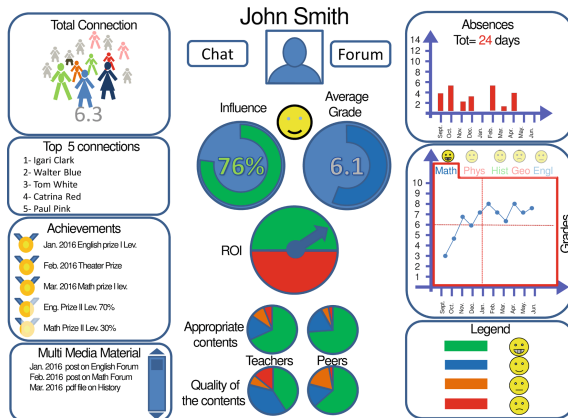 John Smith
Chat
Forum
Total Connection
6.3
Top 5 connections
1- Igari Clark
2- Walter Blue
3- Tom White
4- Catrina Red
5- Paul Pink
Achievements
Jan. 2016 English prize I Lev.
Feb. 2016 Theater Prize
Mar. 2016 Math prize I lev.
Eng. Prize II Lev. 70%
Math Prize II Lev. 30%
Multi Media Material
Jan. 2016 post on English Forum
Feb. 2016 post on Math Forum
Mar. 2016 pdf file on History
Influence
Average
Grade
76%
6.1
ROI
Appropriate
contents
Teachers
Peers
Quality of
the contents
Absences
Tot= 24 days
14
12
10
8
6
4
2
Sept.
Oct.
Nov.
Dec.
Jan.
Feb.
Mar.
Apr.
May.
Jun.
Math
Phys
Hist
Geo
Engl
10
9
8
7
6
5
4
3
2
1
Grades
Sept.
Oct.
Nov.
Dec.
Jan.
Feb.
Mar.
Apr.
May.
Jun.
Legend